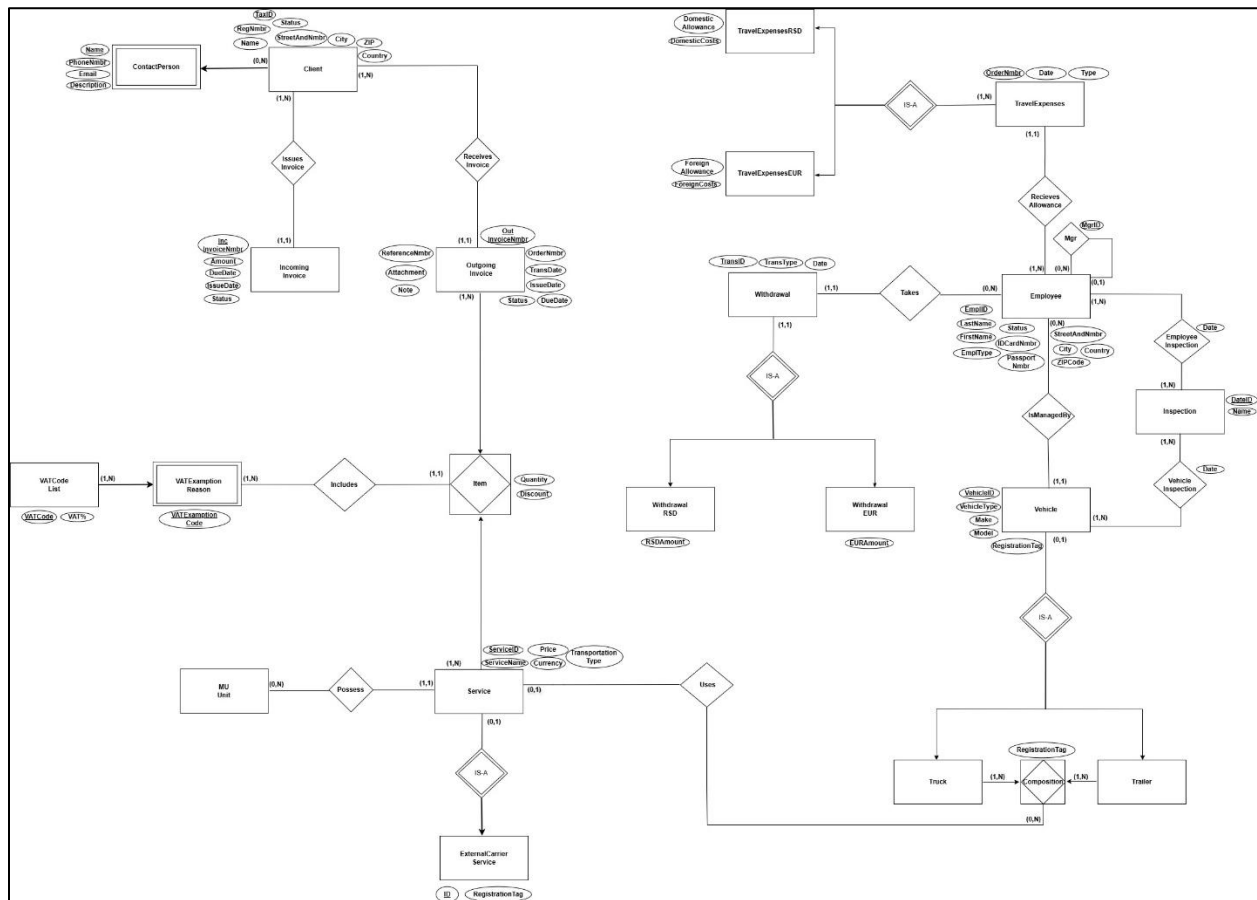 TaxID
Status
RegNmbr
StreetAndNmbr
City
ZIP
Name
Country
Name
PhoneNmbr
Email
Description
ContactPerson
(0,N)
Client
(1,N)
(1,N)
Issues
Invoice
Receives
Invoice
(1,1)
(1,1)
Inc
InvoiceNmbr
Amount
DueDate
IssueDate
Status
Incoming
Invoice
Out
InvoiceNmbr
ReferenceNmbr
Attachment
Note
Outgoing
Invoice
OrderNmbr
TransDate
IssueDate
Status
DueDate
(1,N)
Domestic
Allowance
DomesticCosts
TravelExpensesRSD
IS-A
(1,N)
OrderNmbr
Date
Type
TravelExpenses
(1,1)
Foreign
Allowance
ForeignCosts
TravelExpensesEUR
Recieves
Allowance
MgrID
Mgr
(1,N)
(0,N)
(0,1)
(1,N)
TransID
TransType
Date
Withdrawal
(1,1)
Takes
(0,N)
Employee
(0,N)
(1,1)
EmplID
LastName
FirstName
EmplType
Status
IDCardNmbr
Passport
Nmbr
StreetAndNmbr
City
Country
ZIPCode
Employee
Inspection
Date
IS-A
(1,N)
Inspection
DateID
Name
(1,N)
IsManagedBy
Vehicle
Inspection
Date
(1,1)
VehicleID
VehicleType
Make
Model
RegistrationTag
Vehicle
(1,N)
(0,1)
Withdrawal
RSD
RSDAmount
Withdrawal
EUR
EURAmount
VATCode
List
VATCode
VAT%
(1,N)
VATExamption
Reason
VATExamption
Code
(1,N)
Includes
(1,1)
Item
Quantity
Discount
IS-A
ServiceID
Price
Transportation
Type
ServiceName
Currency
(1,N)
MU
Unit
(0,N)
Possess
(1,1)
Service
(0,1)
Uses
(0,1)
IS-A
RegistrationTag
Truck
(1,N)
Composition
(1,N)
Trailer
(0,N)
ExternalCarrier
Service
ID
RegistrationTag